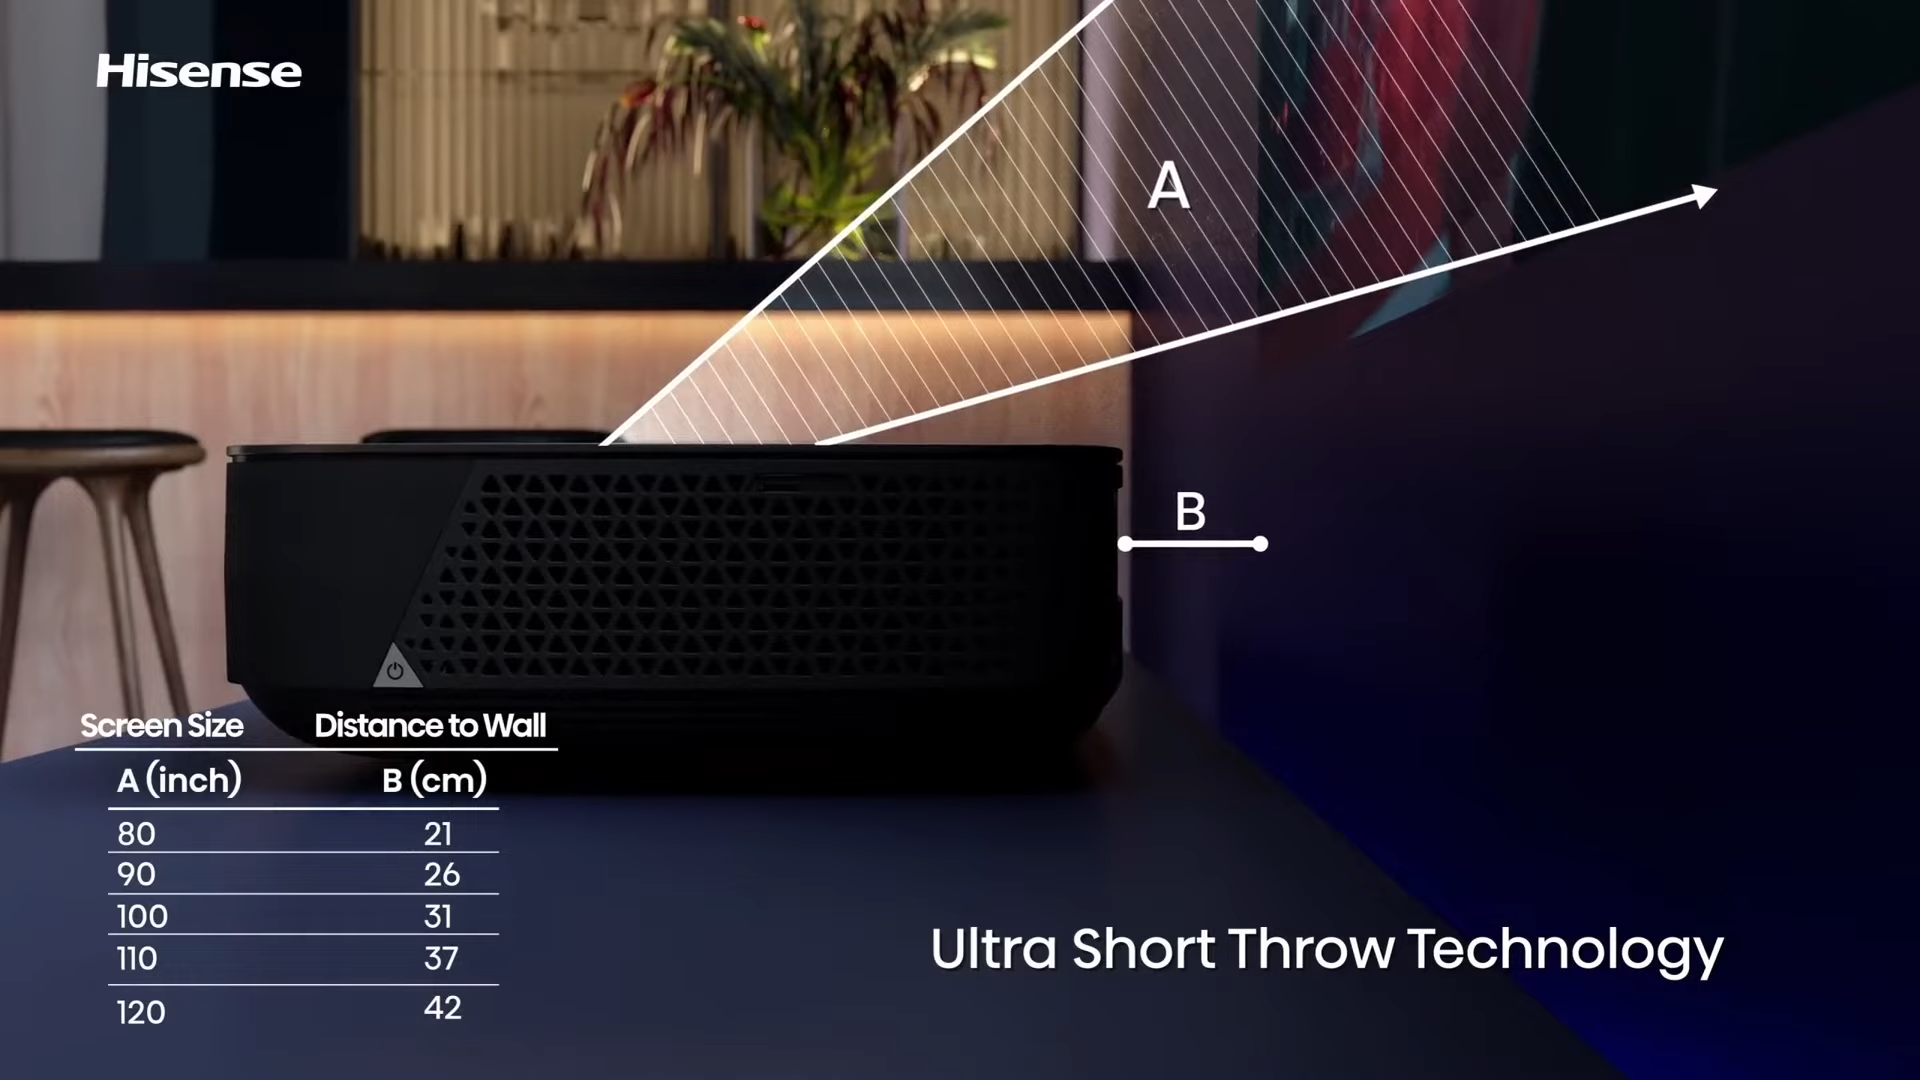 Hisense
A
B
Screen Size Distance to Wall
A (inch) B (cm)
80 21
90 26
100 31
110 37
120 42
Ultra Short Throw Technology